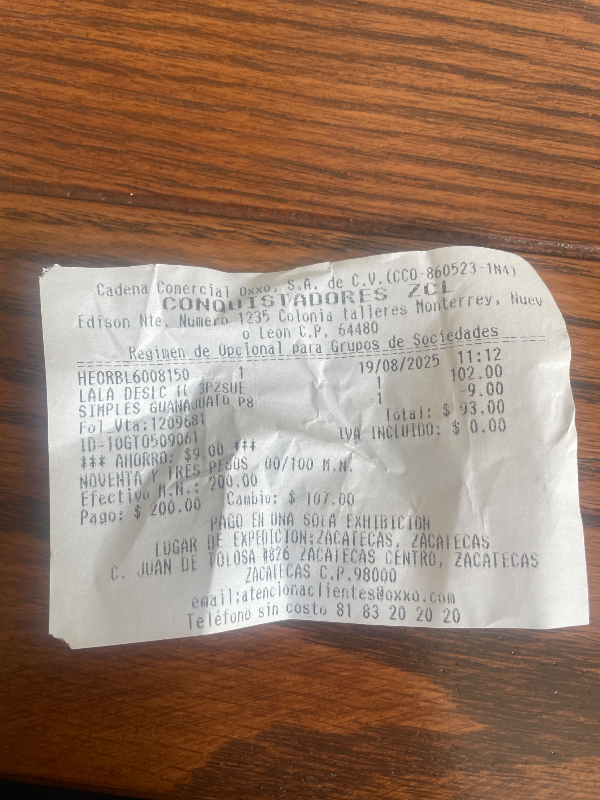 Cadena Comercial Oxxo, S.A. de C.V.(CCO-860523-1N4)
CONQUISTADORES ZCL
Edison Nte. Numero 1235 Colonia talleres Monterrey, Nuev
o Leon C.P. 64480
Regimen de Opcional para Grupos de Sociedades
HEORBL6008150 1 19/08/2025 11:12
LALA DESLC 1L 3P2SUE 1 102.00
SIMPLES GUANAJUATO P8 1 -9.00
Fol_Vta:1209681 Total: $ 93.00
ID-10GT0509061 IVA INCLUIDO: $ 0.00
*** AHORRO: $9.00 ***
NOVENTA Y TRES PESOS 00/100 M.N.
Efectivo M.N.: 200.00
Pago: $ 200.00 Cambio: $ 107.00
PAGO EN UNA SOLA EXHIBICION
LUGAR DE EXPEDICION:ZACATECAS, ZACATECAS
C. JUAN DE TOLOSA #826 ZACATECAS CENTRO, ZACATECAS
ZACATECAS C.P.98000
email:atencionaclientes@oxxo.com
Teléfono sin costo 81 83 20 20 20